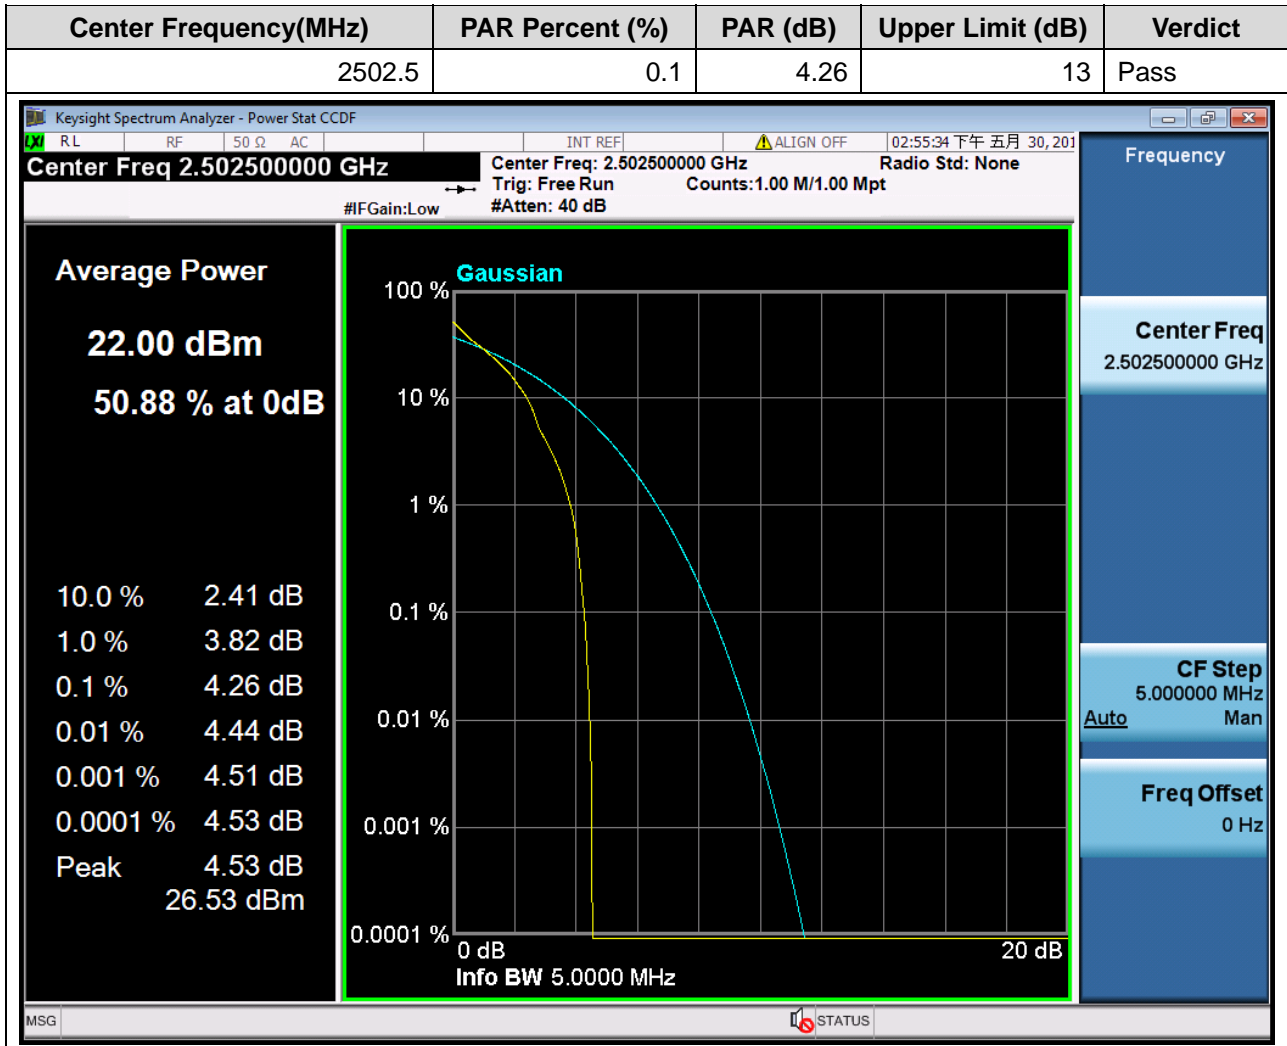 Center Frequency(MHz) PAR Percent (%) PAR (dB) Upper Limit (dB) Verdict
2502.5 0.1 4.26 13 Pass
Keysight Spectrum Analyzer - Power Stat CCDF
LXI RL RF 50 Ω AC INT REF ALIGN OFF 02:55:34 下午 五月 30, 201
Center Freq 2.502500000 GHz
Center Freq: 2.502500000 GHz Radio Std: None
Trig: Free Run Counts:1.00 M/1.00 Mpt
#IFGain:Low #Atten: 40 dB
Average Power
22.00 dBm
50.88 % at 0dB
10.0 % 2.41 dB
1.0 % 3.82 dB
0.1 % 4.26 dB
0.01 % 4.44 dB
0.001 % 4.51 dB
0.0001 % 4.53 dB
Peak 4.53 dB
26.53 dBm
Gaussian
100 %
10 %
1 %
0.1 %
0.01 %
0.001 %
0.0001 %
0 dB 20 dB
Info BW 5.0000 MHz
Frequency
Center Freq
2.502500000 GHz
CF Step
5.000000 MHz
Auto Man
Freq Offset
0 Hz
MSG STATUS